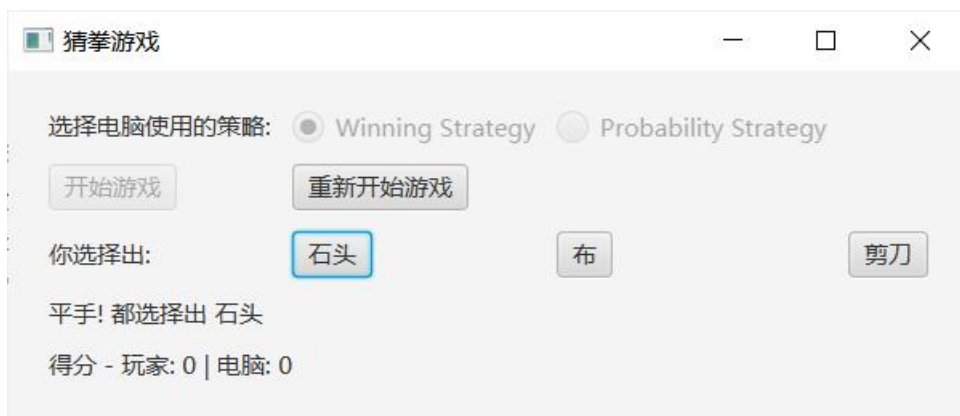 猜拳游戏
选择电脑使用的策略: Winning Strategy Probability Strategy
开始游戏 重新开始游戏
你选择出: 石头 布 剪刀
平手! 都选择出 石头
得分 - 玩家: 0 | 电脑: 0